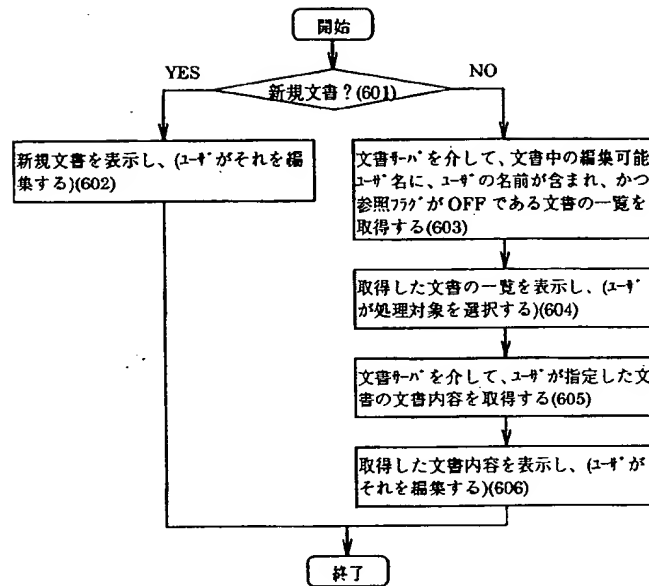 開始
YES
NO
新規文書?(601)
新規文書を表示し、(ﾕｰｻﾞがそれを編
集する)(602)
文書ｻｰﾊﾞを介して、文書中の編集可能
ﾕｰｻﾞ名に、ﾕｰｻﾞの名前が含まれ、かつ
参照ﾌﾗｸﾞがOFFである文書の一覧を
取得する(603)
取得した文書の一覧を表示し、(ﾕｰｻﾞ
が処理対象を選択する)(604)
文書ｻｰﾊﾞを介して、ﾕｰｻﾞが指定した文
書の文書内容を取得する(605)
取得した文書内容を表示し、(ﾕｰｻﾞが
それを編集する)(606)
終了